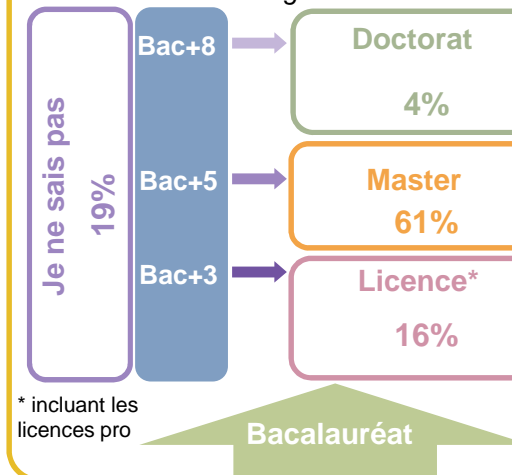 Je ne sais pas
19%
Bac+8
Doctorat
4%
Bac+5
Master
61%
Bac+3
Licence*
16%
* incluant les
licences pro
Bacalauréat